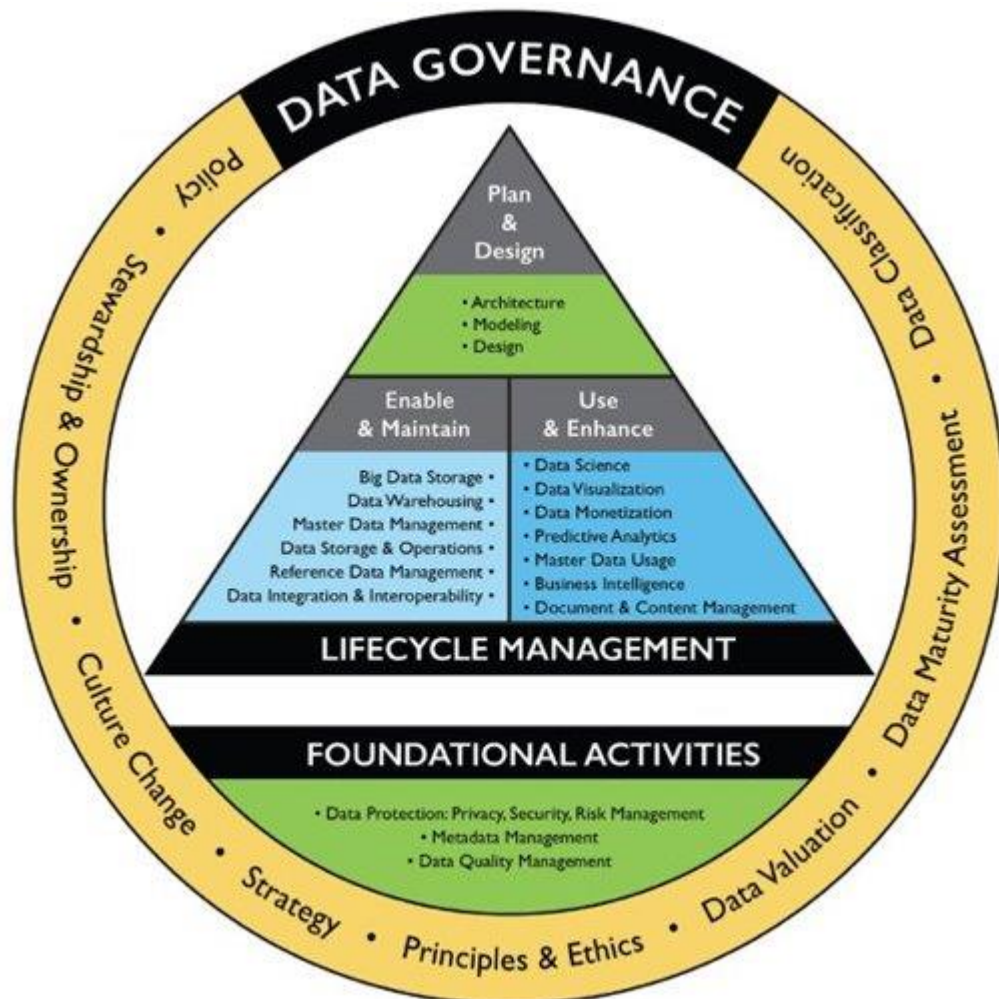 DATA GOVERNANCE
Plan
&
Design
• Architecture
• Modeling
• Design
Enable
& Maintain
Big Data Storage •
Data Warehousing •
Master Data Management •
Data Storage & Operations •
Reference Data Management •
Data Integration & Interoperability •
Use
& Enhance
• Data Science
• Data Visualization
• Data Monetization
• Predictive Analytics
• Master Data Usage
• Business Intelligence
• Document & Content Management
LIFECYCLE MANAGEMENT
FOUNDATIONAL ACTIVITIES
• Data Protection: Privacy, Security, Risk Management
• Metadata Management
• Data Quality Management
Policy • Stewardship & Ownership • Culture Change • Strategy • Principles & Ethics • Data Valuation • Data Maturity Assessment • Data Classification